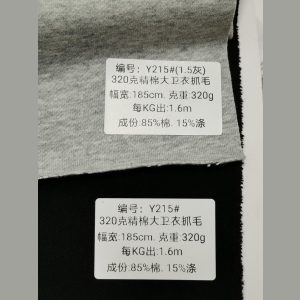 编号：Y215#(1.5灰)
320克精棉大卫衣抓毛
幅宽:185cm. 克重:320g
每KG出:1.6m
成份:85%棉. 15%涤
编号：Y215#
320克精棉大卫衣抓毛
幅宽:185cm. 克重:320g
每KG出:1.6m
成份:85%棉. 15%涤